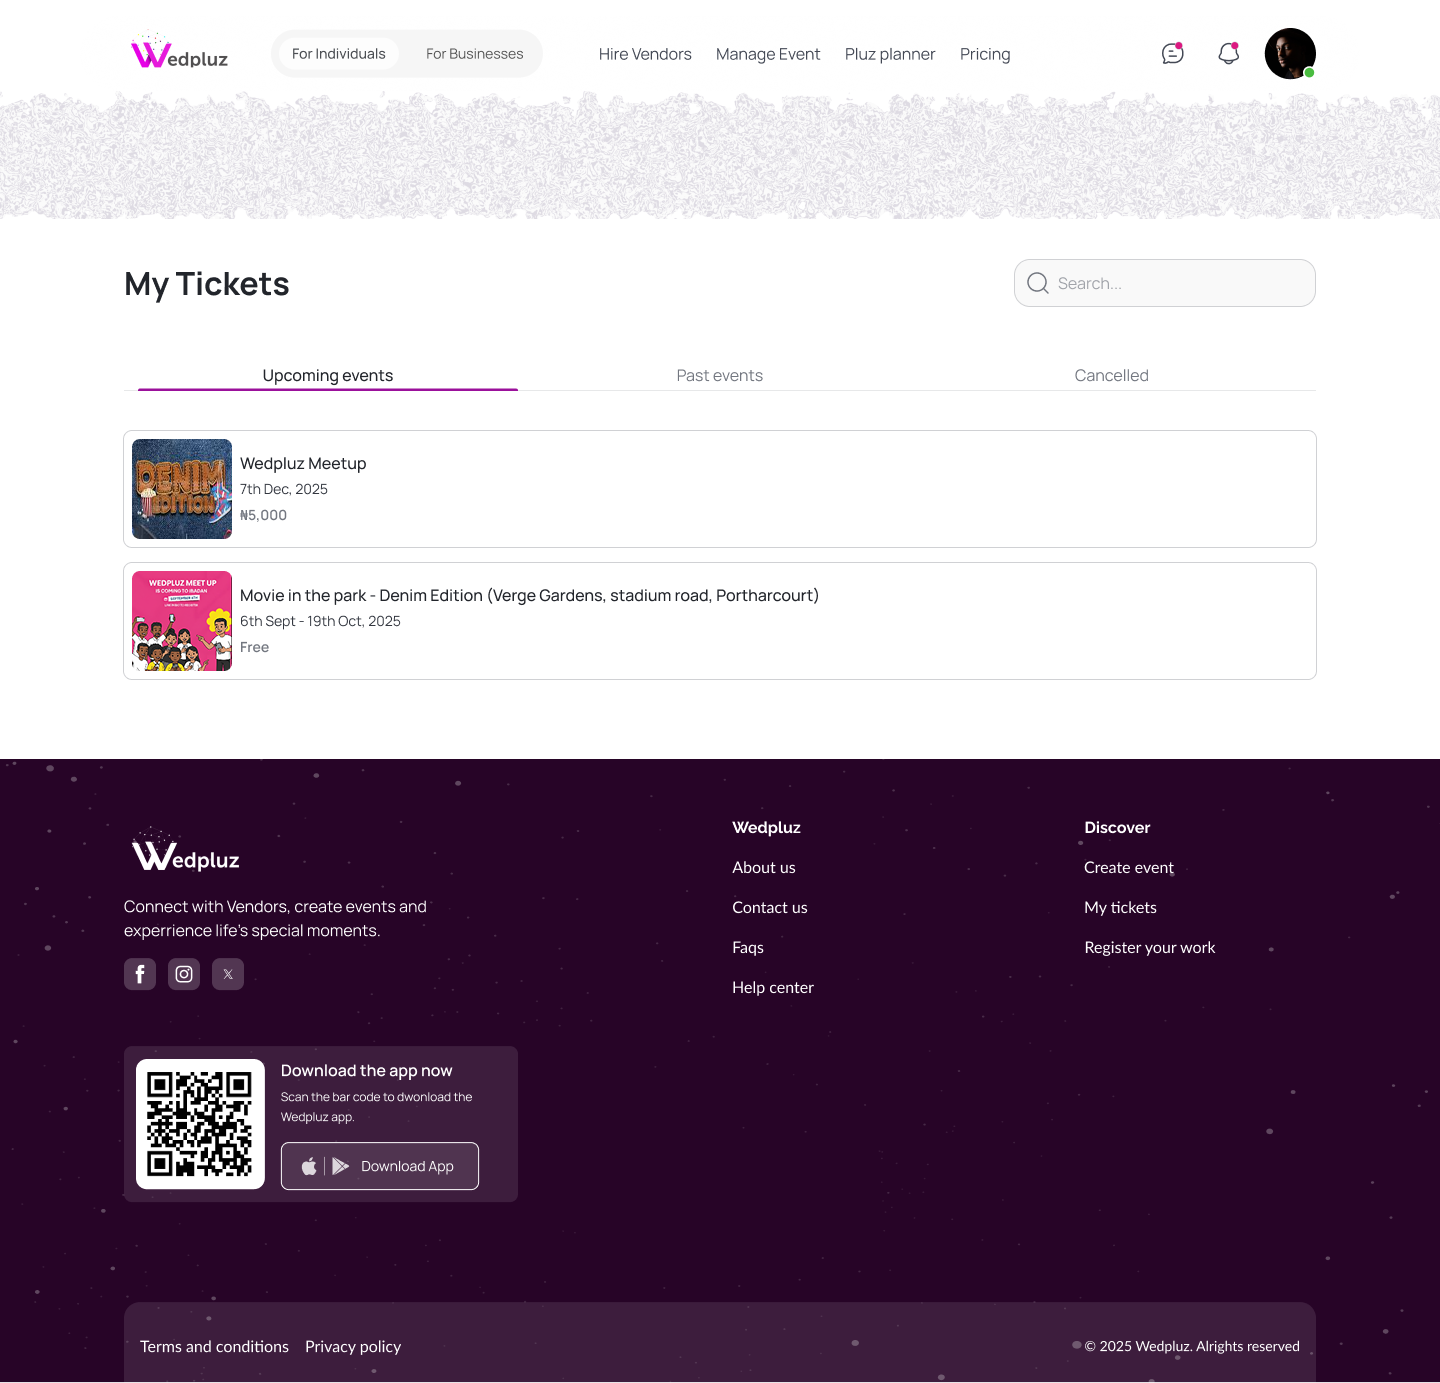 Wedpluz
For Individuals
For Businesses
Hire Vendors
Manage Event
Pluz planner
Pricing
My Tickets
Search...
Upcoming events
Past events
Cancelled
DENIM
EDITION
Wedpluz Meetup
7th Dec, 2025
₦5,000
WEDPLUZ MEET UP
IS COMING TO IBADAN
Movie in the park - Denim Edition (Verge Gardens, stadium road, Portharcourt)
6th Sept - 19th Oct, 2025
Free
Wedpluz
Connect with Vendors, create events and
experrience life's special moments.
Download the app now
Scan the bar code to dwonload the
Wedpluz app.
Download App
Wedpluz
About us
Contact us
Faqs
Help center
Discover
Create event
My tickets
Register your work
Terms and conditions
Privacy policy
© 2025 Wedpluz. Alrights reserved